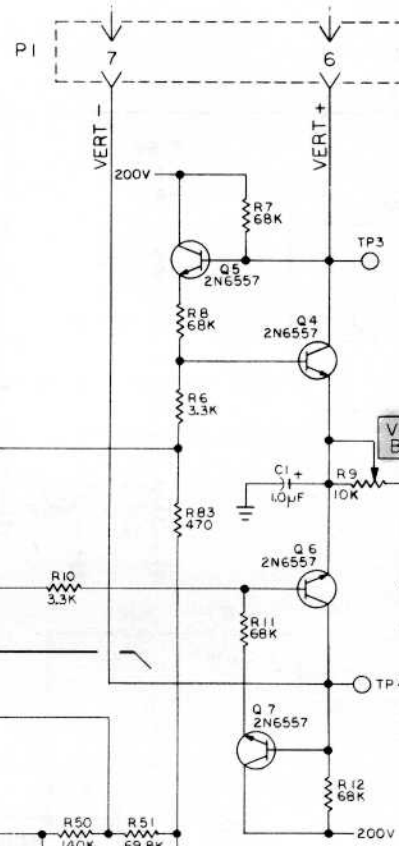 P1
7
6
VERT -
VERT +
200V
R7
68K
TP3
Q5
2N6557
R8
68K
Q4
2N6557
R6
3.3K
V
B
C1 +
1.0µF
R9
10K
R83
470
Q6
2N6557
R10
3.3K
R11
68K
TP4
Q7
2N6557
R12
68K
200V
R50
140K
R51
69.8K